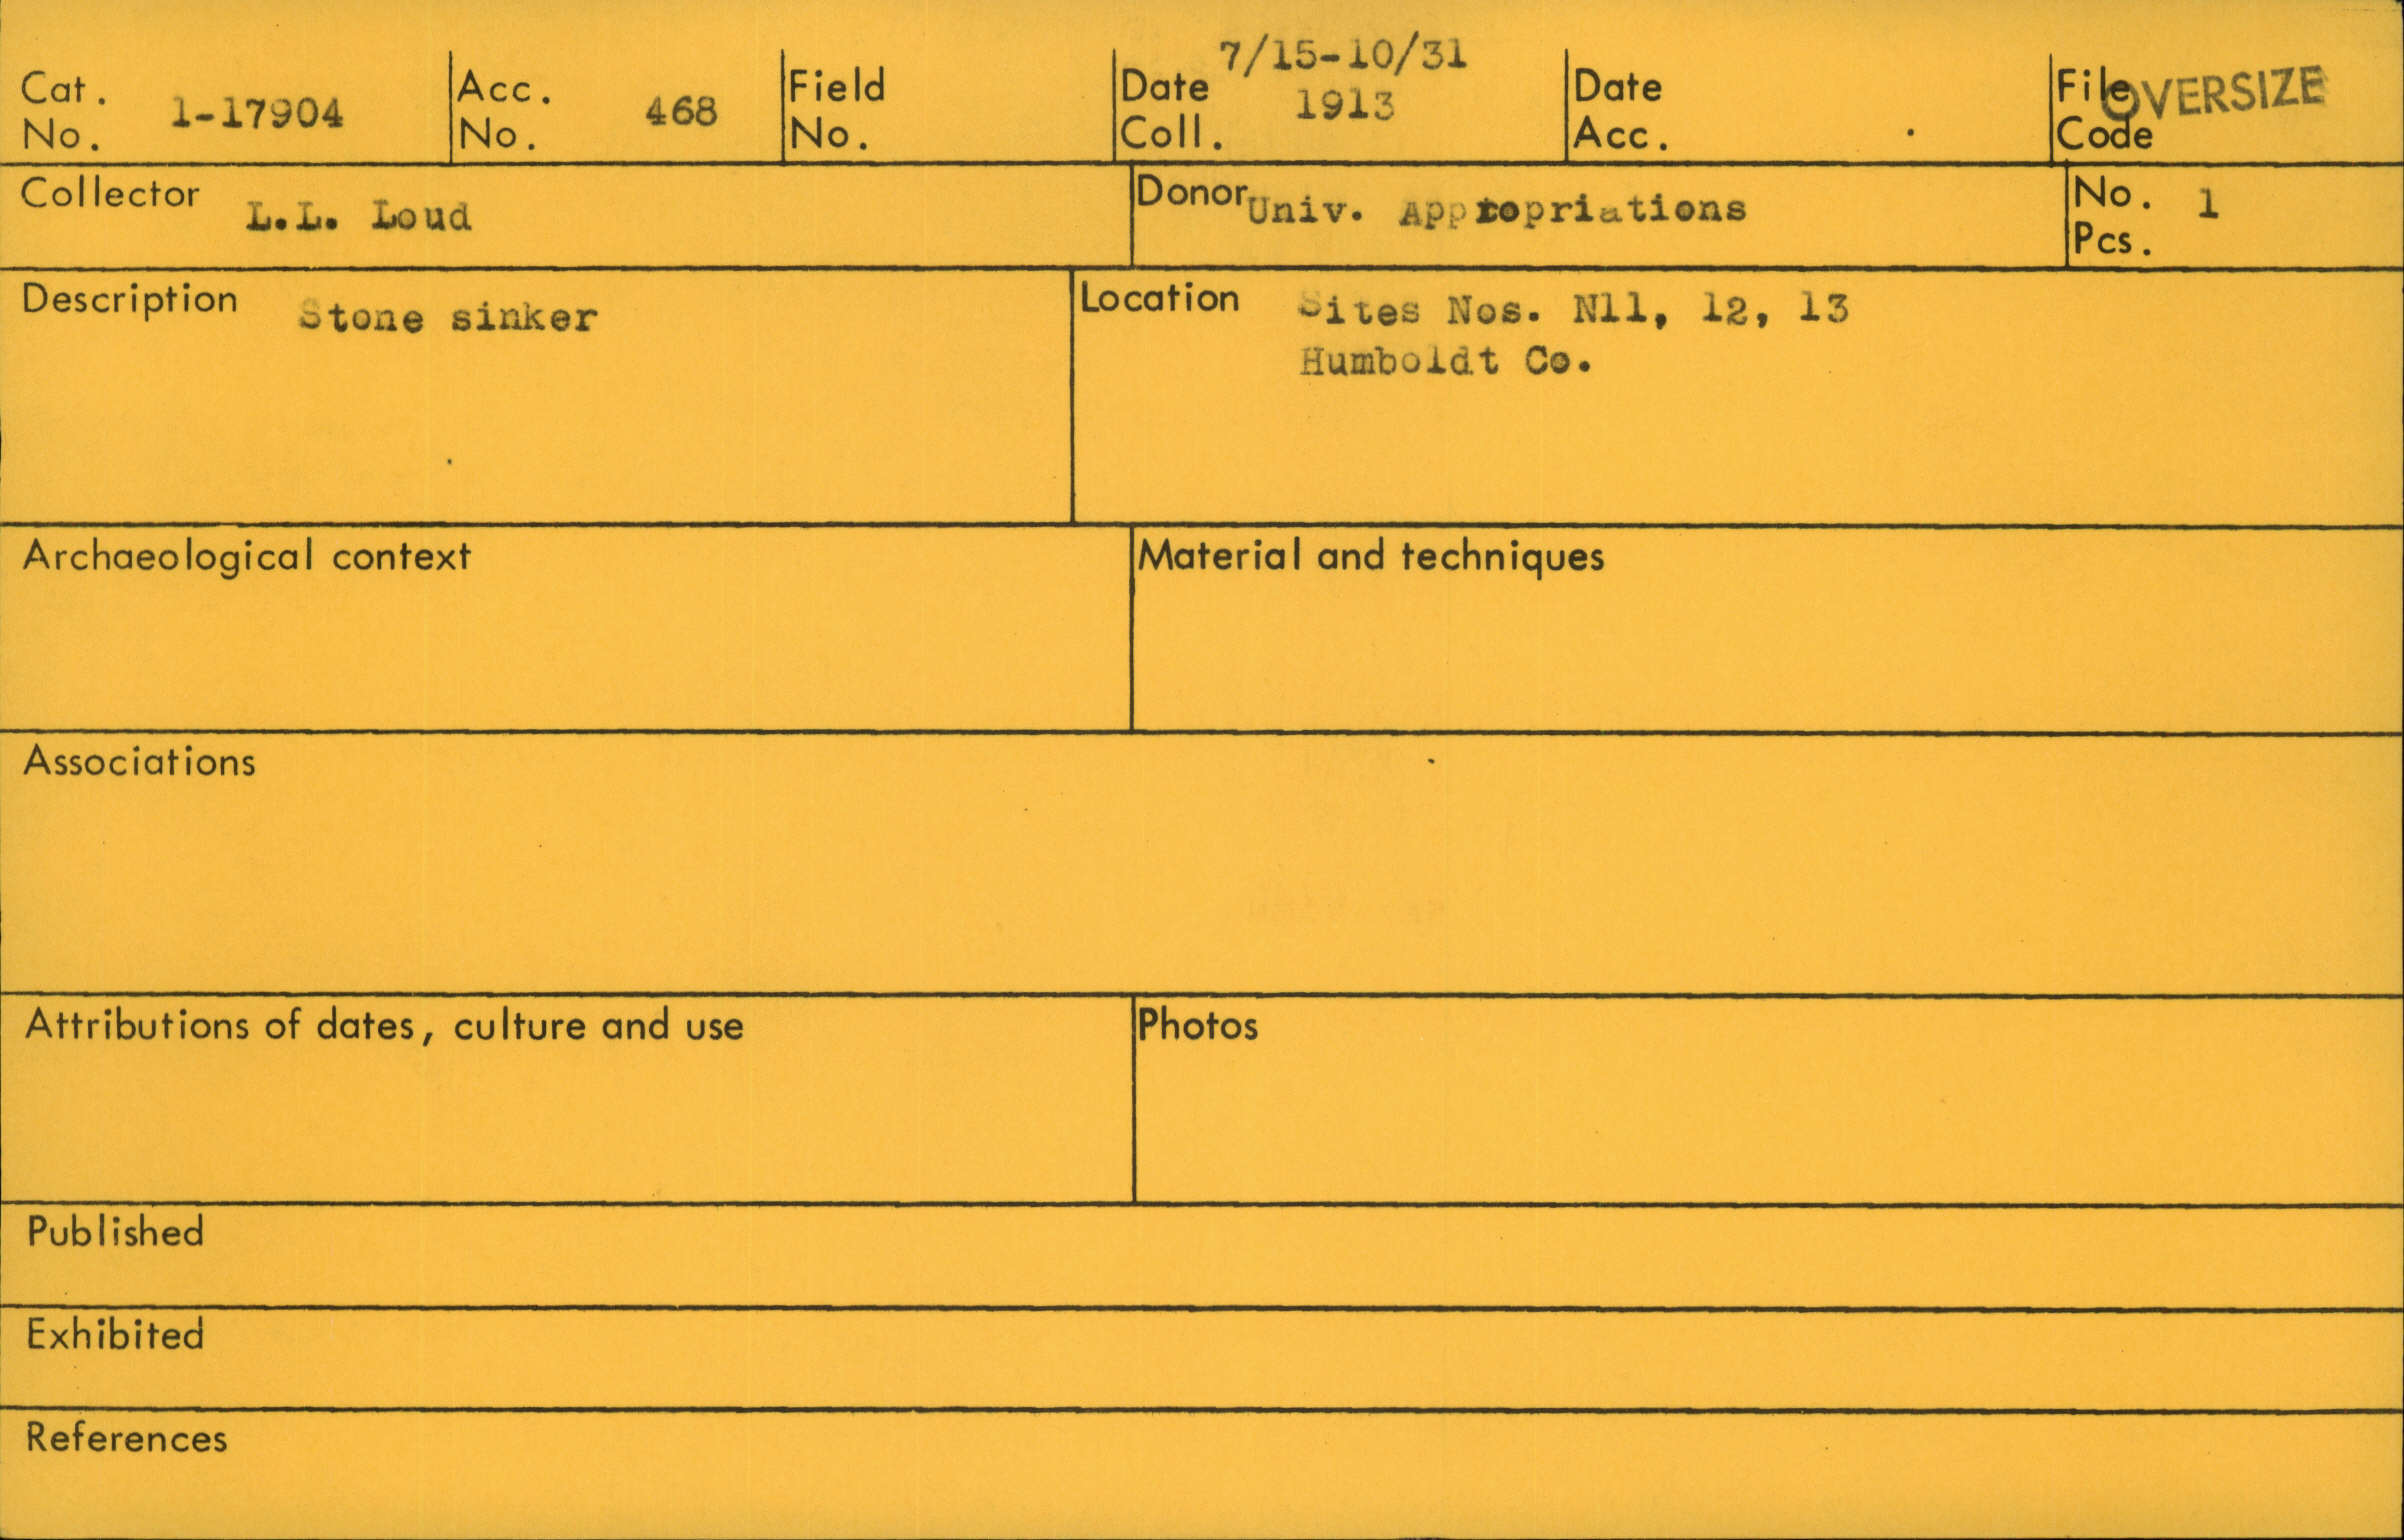 Cat. No. 1-17904
Acc. No. 468
Field No.
Date Coll. 7/15-10/31 1913
Date Acc.
File Code OVERSIZE
Collector L.L. Loud
Donor Univ. Appropriations
No. Pcs. 1
Description Stone sinker
Location Sites Nos. N11, 12, 13
Humboldt Co.
Archaeological context
Material and techniques
Associations
Attributions of dates, culture and use
Photos
Published
Exhibited
References